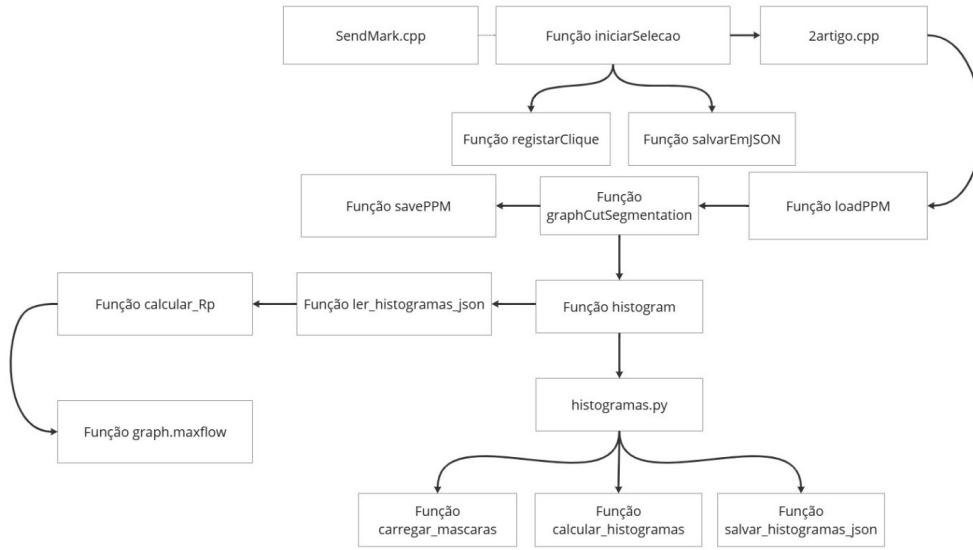 SendMark.cpp
Função iniciarSelecao
2artigo.cpp
Função registarClique
Função salvarEmJSON
Função savePPM
Função
graphCutSegmentation
Função loadPPM
Função calcular_Rp
Função ler_histogramas_json
Função histogram
Função graph.maxflow
histogramas.py
Função
carregar_mascaras
Função
calcular_histogramas
Função
salvar_histogramas_json